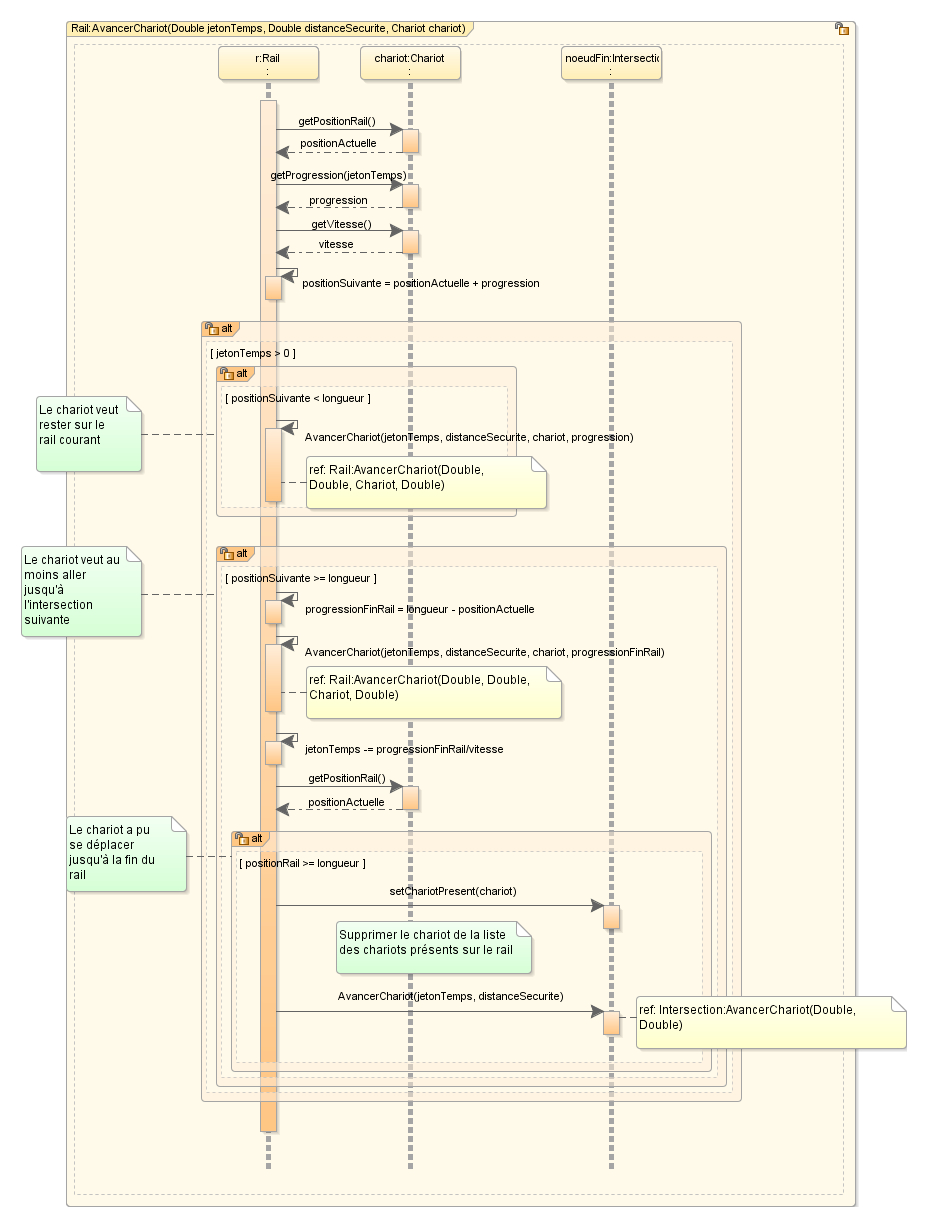 Rail:AvancerChariot(Double jetonTemps, Double distanceSecurite, Chariot chariot)
r:Rail
:
chariot:Chariot
:
noeudFin:Intersectic
:
getPositionRail()
positionActuelle
getProgression(jetonTemps)
progression
getVitesse()
vitesse
positionSuivante = positionActuelle + progression
alt
[ jetonTemps > 0 ]
alt
[ positionSuivante < longueur ]
Le chariot veut
rester sur le
rail courant
AvancerChariot(jetonTemps, distanceSecurite, chariot, progression)
ref: Rail:AvancerChariot(Double,
Double, Chariot, Double)
alt
Le chariot veut au
moins aller
jusqu'à
l'intersection
suivante
[ positionSuivante >= longueur ]
progressionFinRail = longueur - positionActuelle
AvancerChariot(jetonTemps, distanceSecurite, chariot, progressionFinRail)
ref: Rail:AvancerChariot(Double, Double,
Chariot, Double)
jetonTemps -= progressionFinRail/vitesse
getPositionRail()
positionActuelle
Le chariot a pu
se déplacer
jusqu'à la fin du
rail
alt
[ positionRail >= longueur ]
setChariotPresent(chariot)
Supprimer le chariot de la liste
des chariots présents sur le rail
AvancerChariot(jetonTemps, distanceSecurite)
ref: Intersection:AvancerChariot(Double,
Double)